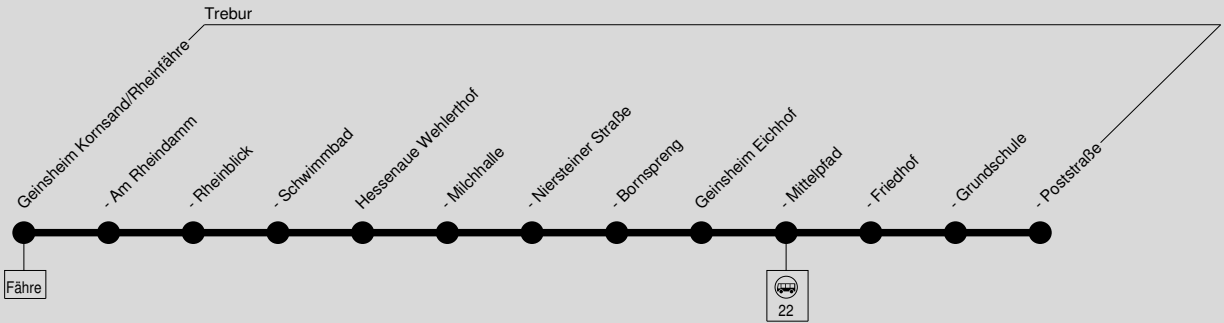 Trebur
Geinsheim Kornsand/Rheinfähre
- Am Rheindamm
- Rheinblick
- Schwimmbad
Hessenaue Wehlerthof
- Milchhalle
- Niersteiner Straße
- Bornspreng
Geinsheim Eichhof
- Mittelpfad
- Friedhof
- Grundschule
- Poststraße
Fähre
22